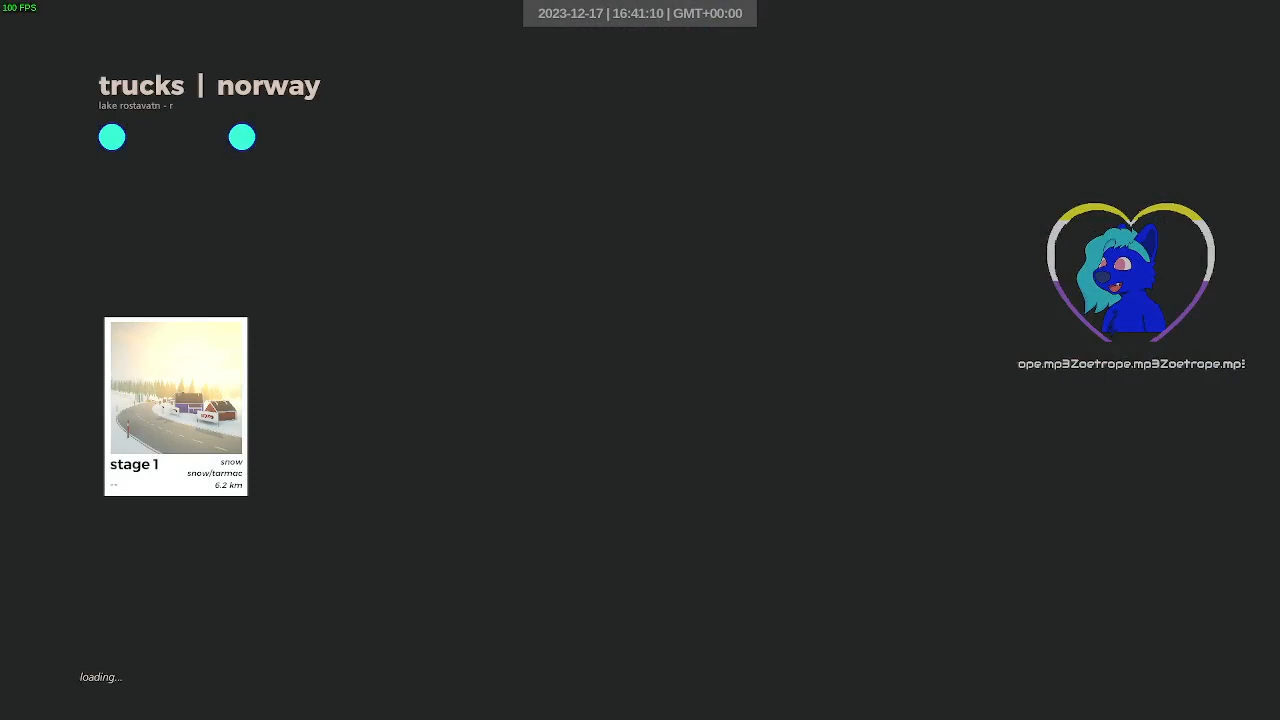 100 FPS
2023-12-17 | 16:41:10 | GMT+00:00
trucks | norway
lake rostavatn - r
ope.mp3Zoetrope.mp3Zoetrope.mp3
stage 1
snow
snow/tarmac
--
6.2 km
loading...